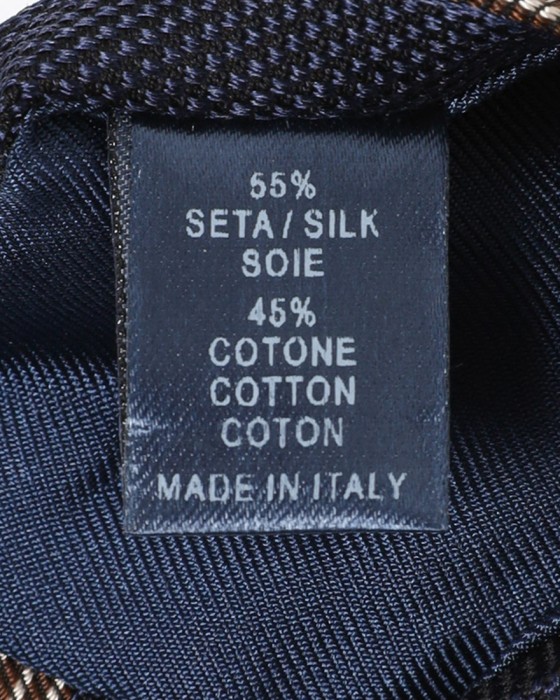 55%
SETA / SILK
SOIE
45%
COTONE
COTTON
COTON
MADE IN ITALY